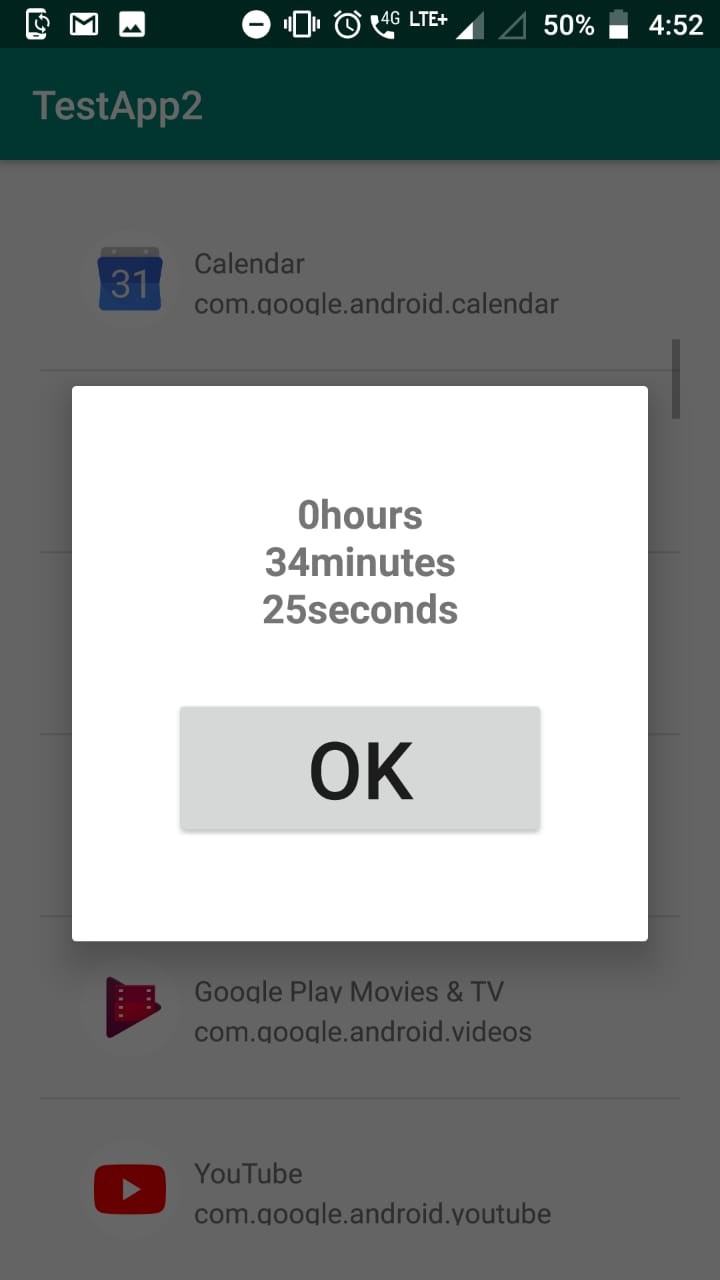 4G LTE+ 50% 4:52
TestApp2
31
Calendar
com.google.android.calendar
0hours
34minutes
25seconds
OK
Google Play Movies & TV
com.google.android.videos
YouTube
com.google.android.youtube